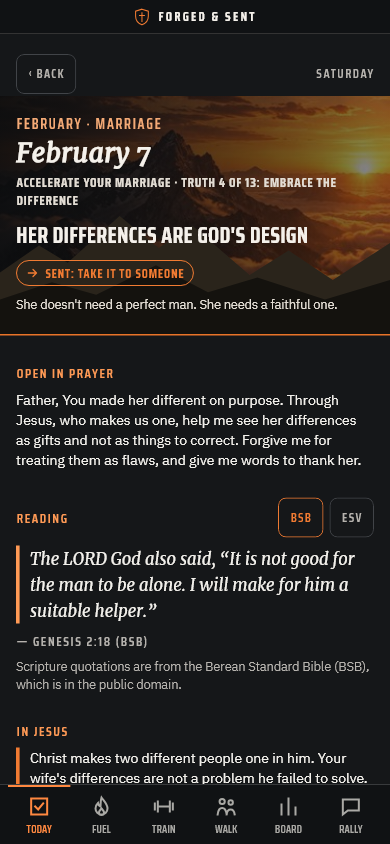 FORGED & SENT
‹ BACK
SATURDAY
FEBRUARY · MARRIAGE
February 7
ACCELERATE YOUR MARRIAGE · TRUTH 4 OF 13: EMBRACE THE
DIFFERENCE
HER DIFFERENCES ARE GOD'S DESIGN
→ SENT: TAKE IT TO SOMEONE
She doesn't need a perfect man. She needs a faithful one.
OPEN IN PRAYER
Father, You made her different on purpose. Through
Jesus, who makes us one, help me see her differences
as gifts and not as things to correct. Forgive me for
treating them as flaws, and give me words to thank her.
READING
BSB
ESV
The LORD God also said, “It is not good for
the man to be alone. I will make for him a
suitable helper.”
— GENESIS 2:18 (BSB)
Scripture quotations are from the Berean Standard Bible (BSB),
which is in the public domain.
IN JESUS
Christ makes two different people one in him. Your
wife's differences are not a problem he failed to solve.
TODAY
FUEL
TRAIN
WALK
BOARD
RALLY